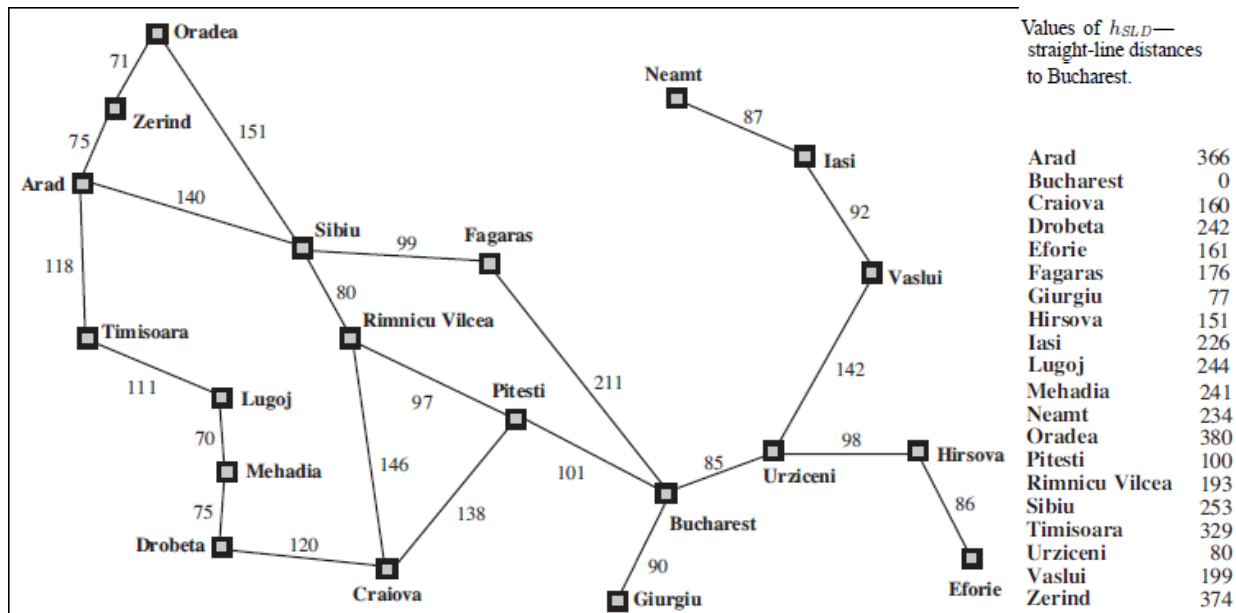 Oradea
71
Neamt
87
Zerind
151
75
Iasi
Arad
140
92
Sibiu
99
Fagaras
118
Vaslui
80
Timisoara
Rimnicu Vilcea
142
111
211
Lugoj
Pitesti
97
70
98
Hirsova
146
85
Mehadia
101
Urziceni
86
138
75
Bucharest
Drobeta
120
90
Craiova
Giurgiu
Eforie
Values of hSLD—
straight-line distances
to Bucharest.
Arad 366
Bucharest 0
Craiova 160
Drobeta 242
Eforie 161
Fagaras 176
Giurgiu 77
Hirsova 151
Iasi 226
Lugoj 244
Mehadia 241
Neamt 234
Oradea 380
Pitesti 100
Rimnicu Vilcea 193
Sibiu 253
Timisoara 329
Urziceni 80
Vaslui 199
Zerind 374